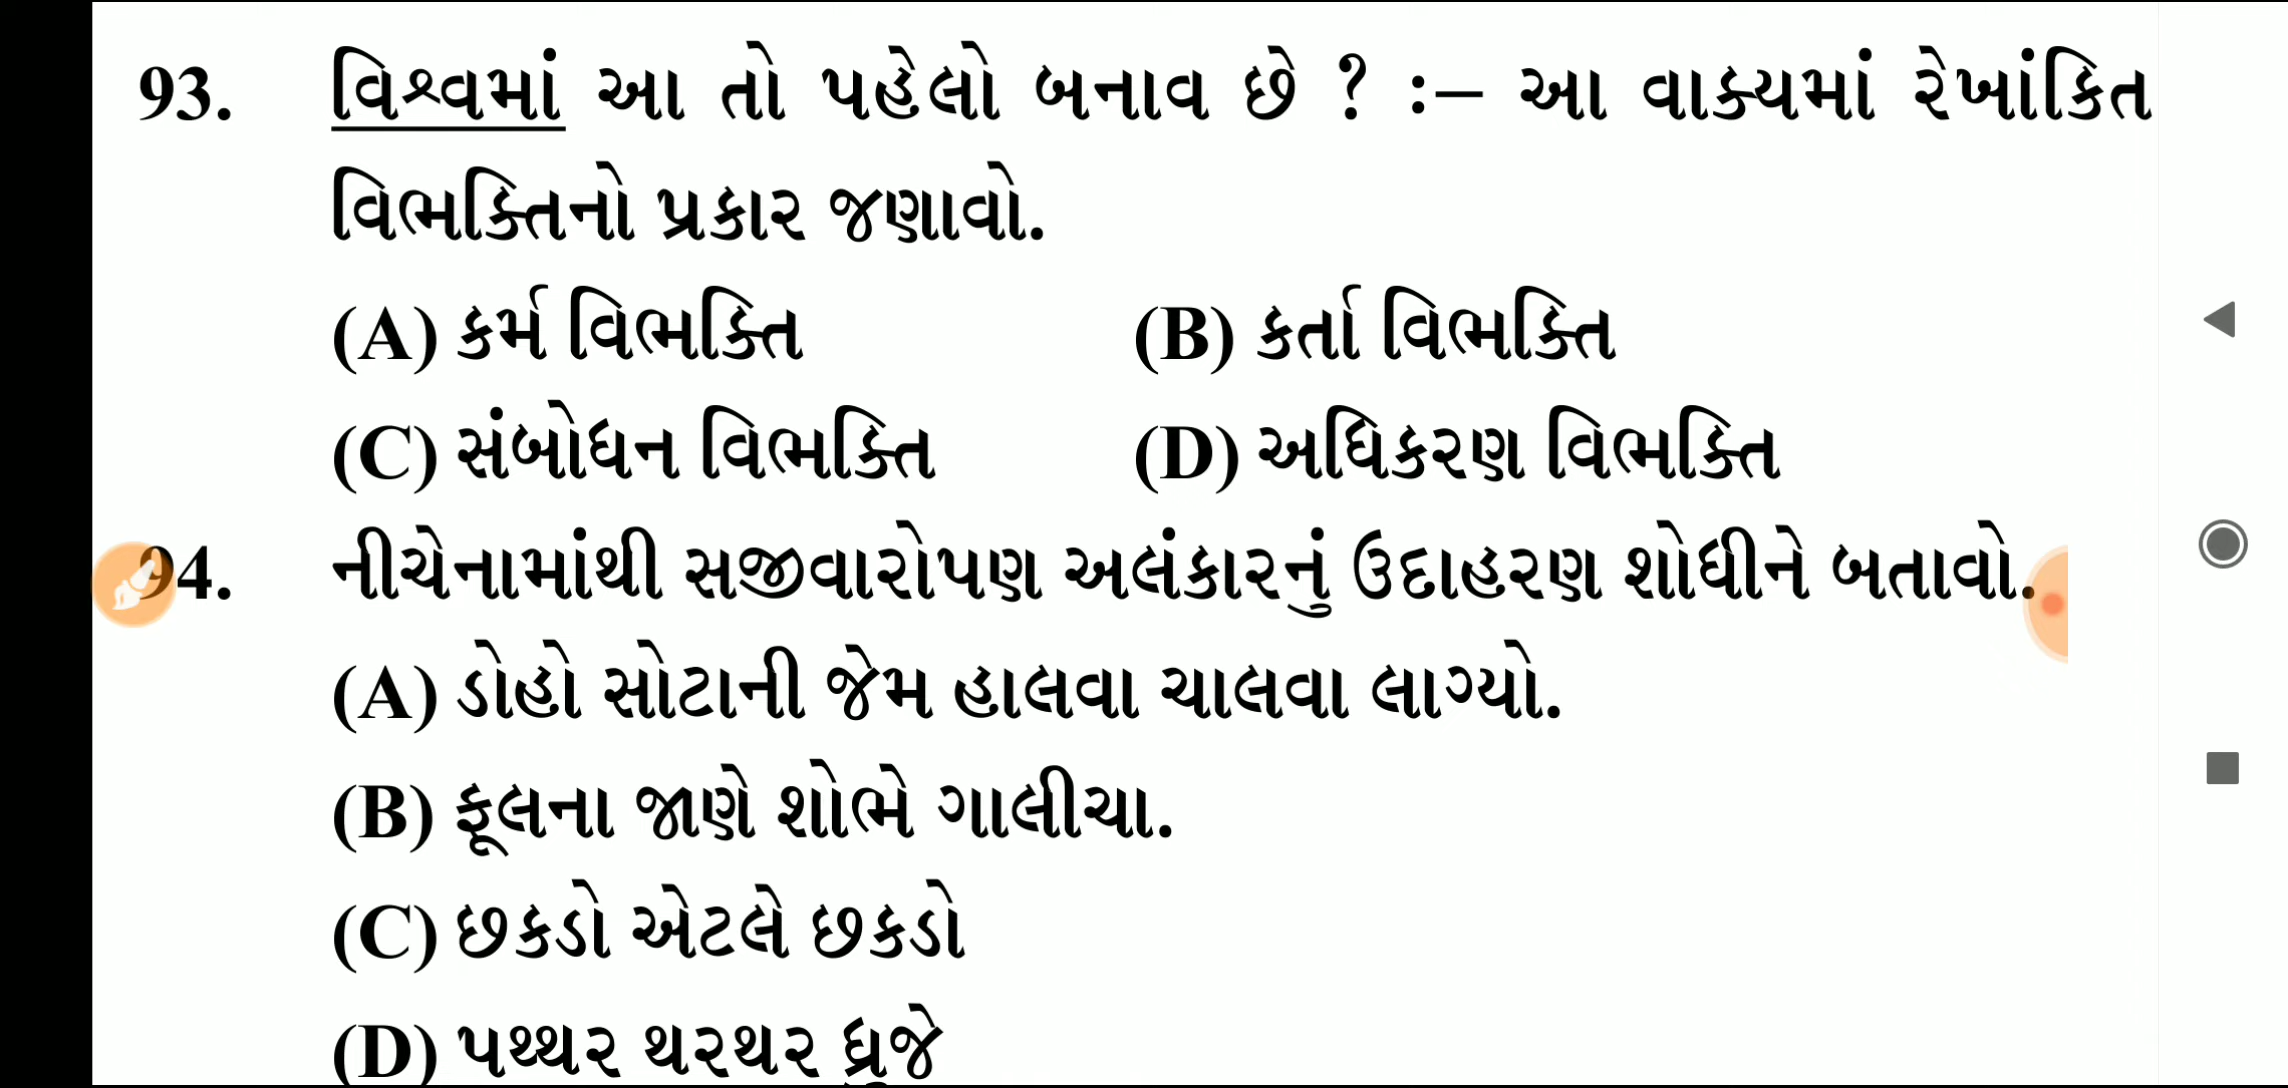 93. વિશ્વમાં આ તો પહેલો બનાવ છે ? :– આ વાક્યમાં રેખાંકિત
વિભક્તિનો પ્રકાર જણાવો.
(A) કર્મ વિભક્તિ (B) કર્તા વિભક્તિ
(C) સંબોધન વિભક્તિ (D) અધિકરણ વિભક્તિ
94. નીચેનામાંથી સજીવારોપણ અલંકારનું ઉદાહરણ શોધીને બતાવો.
(A) ડોહો સોટાની જેમ હાલવા ચાલવા લાગ્યો.
(B) ફૂલના જાણે શોભે ગાલીચા.
(C) છકડો એટલે છકડો
(D) પથ્થર થરથર ધ્રુજે